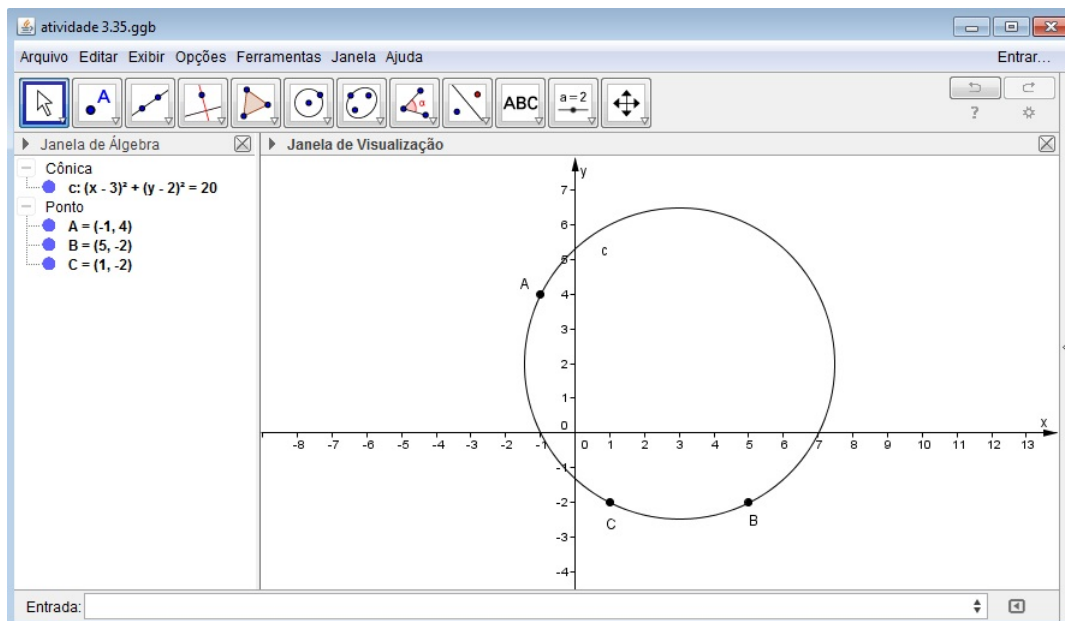 atividade 3.35.ggb
Arquivo Editar Exibir Opções Ferramentas Janela Ajuda Entrar...
A α ABC a = 2 ?
Janela de Álgebra
Cônica
c: (x - 3)² + (y - 2)² = 20
Ponto
A = (-1, 4)
B = (5, -2)
C = (1, -2)
Janela de Visualização
y
7
6
c
5
A
4
3
2
1
0
x
-8 -7 -6 -5 -4 -3 -2 -1 0 1 2 3 4 5 6 7 8 9 10 11 12 13
-1
-2
C B
-3
-4
Entrada: